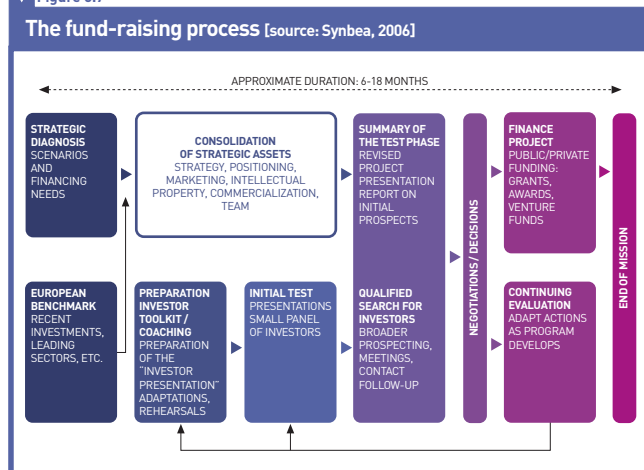 The fund-raising process [source: Synbea, 2006]
APPROXIMATE DURATION: 6-18 MONTHS
STRATEGIC
DIAGNOSIS
SCENARIOS
AND
FINANCING
NEEDS
CONSOLIDATION
OF STRATEGIC ASSETS
STRATEGY, POSITIONING,
MARKETING, INTELLECTUAL
PROPERTY, COMMERCIALIZATION,
TEAM
SUMMARY OF
THE TEST PHASE
REVISED
PROJECT
PRESENTATION
REPORT ON
INITIAL
PROSPECTS
NEGOTIATIONS / DECISIONS
FINANCE
PROJECT
PUBLIC/PRIVATE
FUNDING:
GRANTS,
AWARDS,
VENTURE
FUNDS
END OF MISSION
EUROPEAN
BENCHMARK
RECENT
INVESTMENTS,
LEADING
SECTORS, ETC.
PREPARATION
INVESTOR
TOOLKIT /
COACHING
PREPARATION
OF THE
"INVESTOR
PRESENTATION"
ADAPTATIONS,
REHEARSALS
INITIAL TEST
PRESENTATIONS
SMALL PANEL
OF INVESTORS
QUALIFIED
SEARCH FOR
INVESTORS
BROADER
PROSPECTING,
MEETINGS,
CONTACT
FOLLOW-UP
CONTINUING
EVALUATION
ADAPT ACTIONS
AS PROGRAM
DEVELOPS